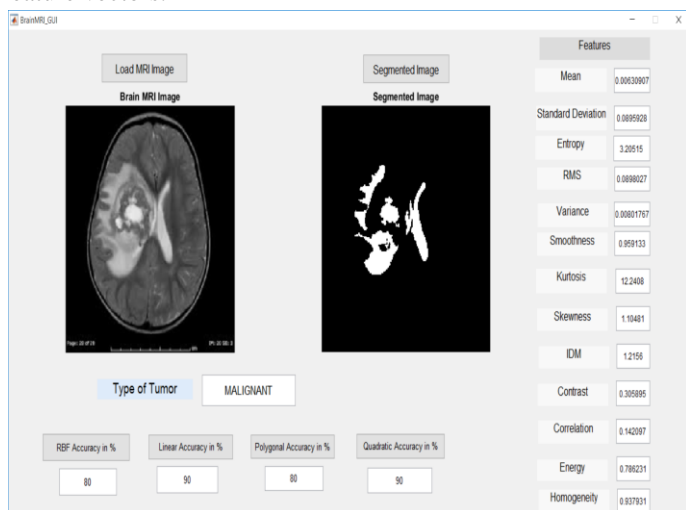 BrainMRI_GUI
Load MRI Image
Brain MRI Image
Segmented Image
Segmented Image
Type of Tumor
MALIGNANT
RBF Accuracy in %
80
Linear Accuracy in %
90
Polygonal Accuracy in %
80
Quadratic Accuracy in %
90
Features
Mean
0.00630907
Standard Deviation
0.0895928
Entropy
3.20515
RMS
0.0898027
Variance
0.00801767
Smoothness
0.959133
Kurtosis
12.2408
Skewness
1.10481
IDM
1.2156
Contrast
0.305895
Correlation
0.142097
Energy
0.786231
Homogeneity
0.937931